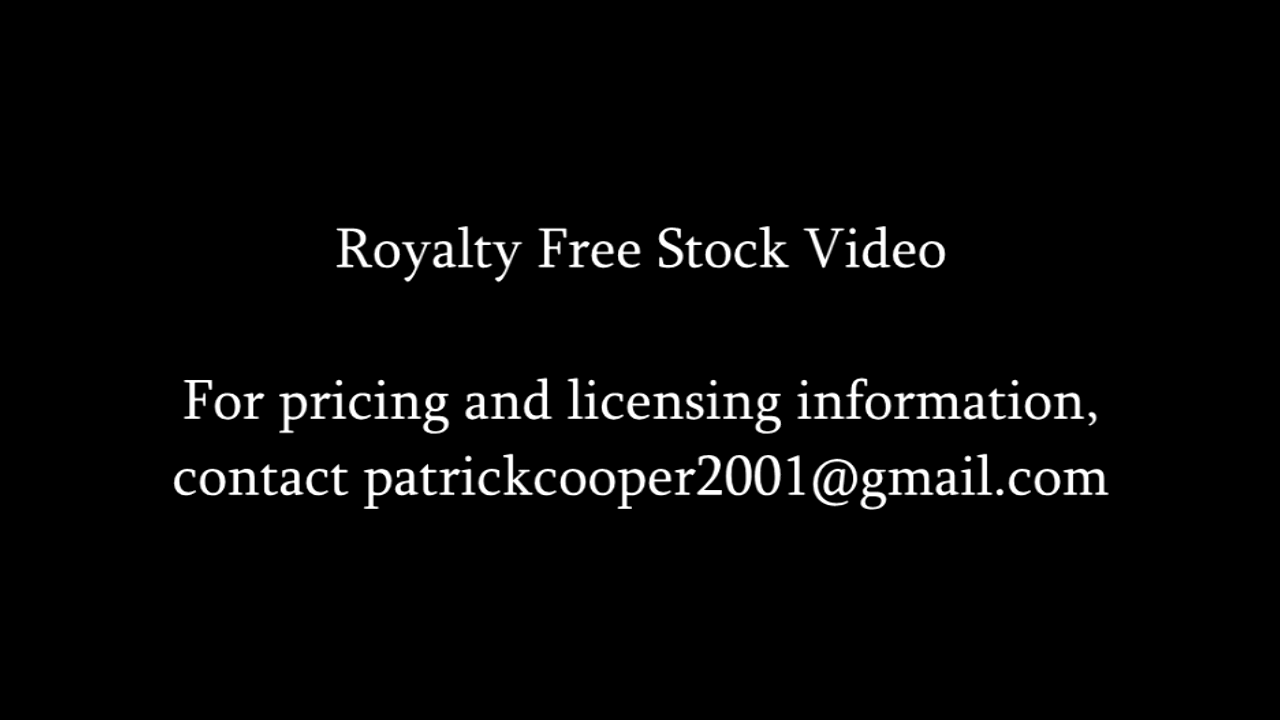 Royalty Free Stock Video
For pricing and licensing information,
contact patrickcooper2001@gmail.com